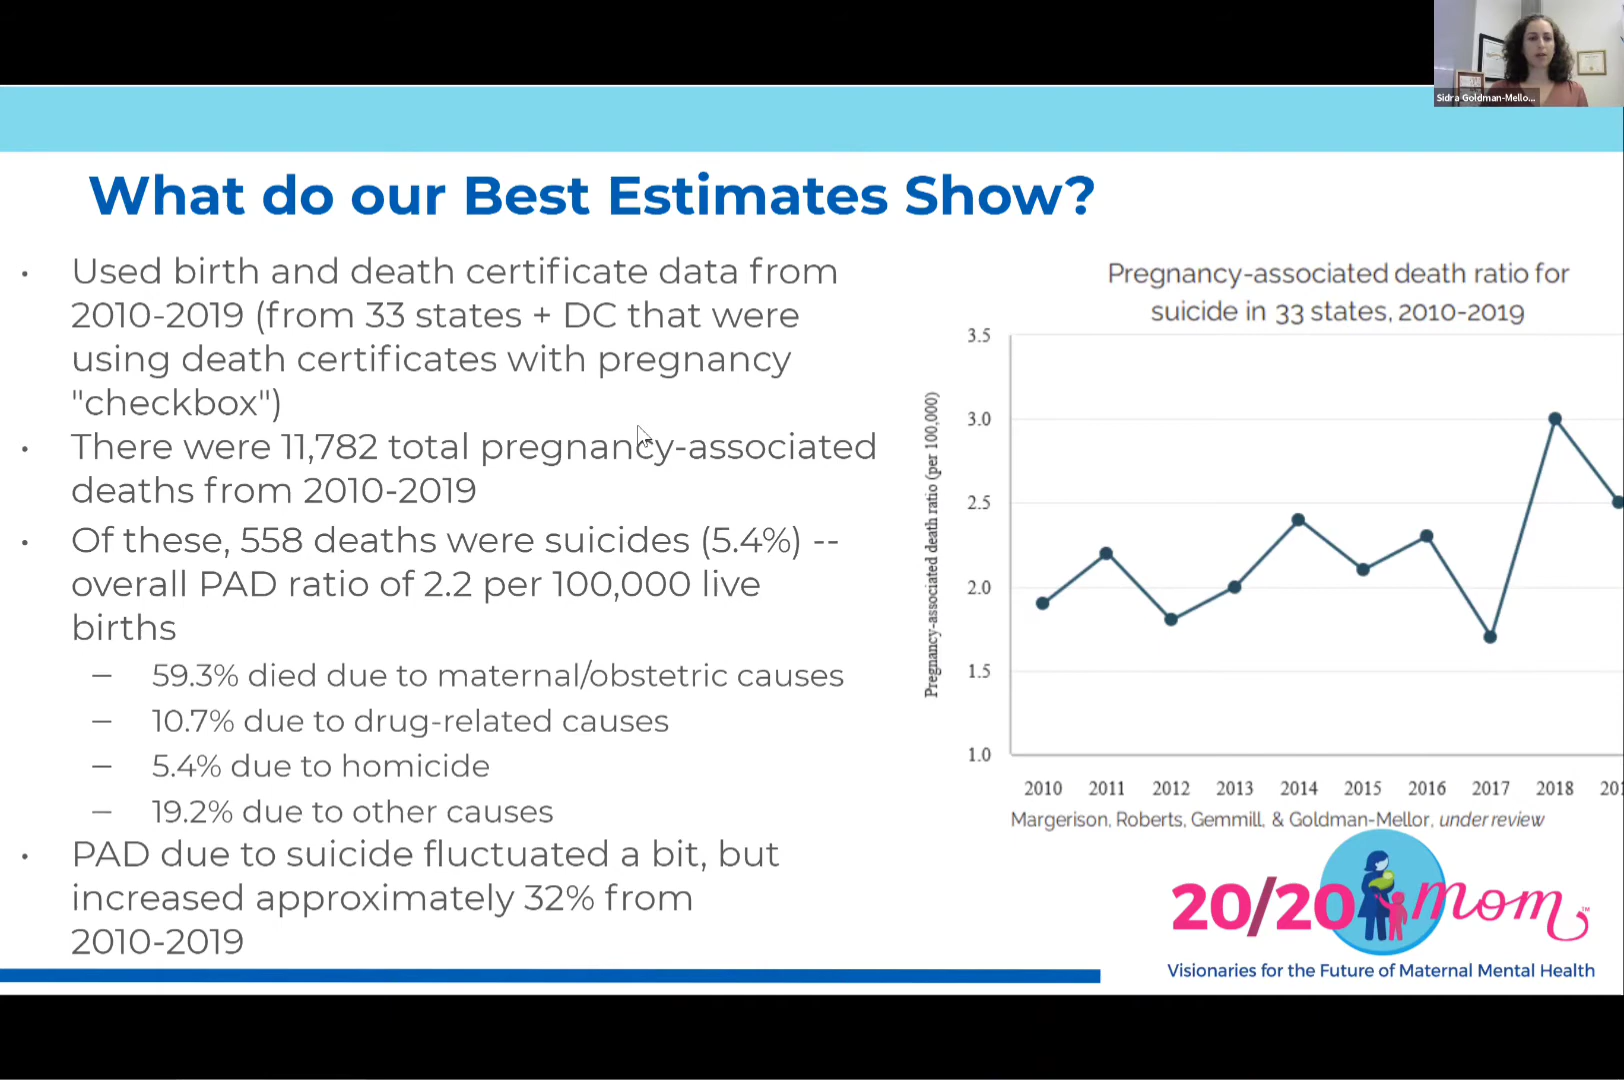 Sidra Goldman-Mello...
What do our Best Estimates Show?
• Used birth and death certificate data from
2010-2019 (from 33 states + DC that were
using death certificates with pregnancy
"checkbox")
• There were 11,782 total pregnancy-associated
deaths from 2010-2019
• Of these, 558 deaths were suicides (5.4%) --
overall PAD ratio of 2.2 per 100,000 live
births
– 59.3% died due to maternal/obstetric causes
– 10.7% due to drug-related causes
– 5.4% due to homicide
– 19.2% due to other causes
• PAD due to suicide fluctuated a bit, but
increased approximately 32% from
2010-2019
Pregnancy-associated death ratio for
suicide in 33 states, 2010-2019
Pregnancy-associated death ratio (per 100,000)
3.5
3.0
2.5
2.0
1.5
1.0
2010 2011 2012 2013 2014 2015 2016 2017 2018 201
Margerison, Roberts, Gemmill, & Goldman-Mellor, under review
20/20 mom™
Visionaries for the Future of Maternal Mental Health